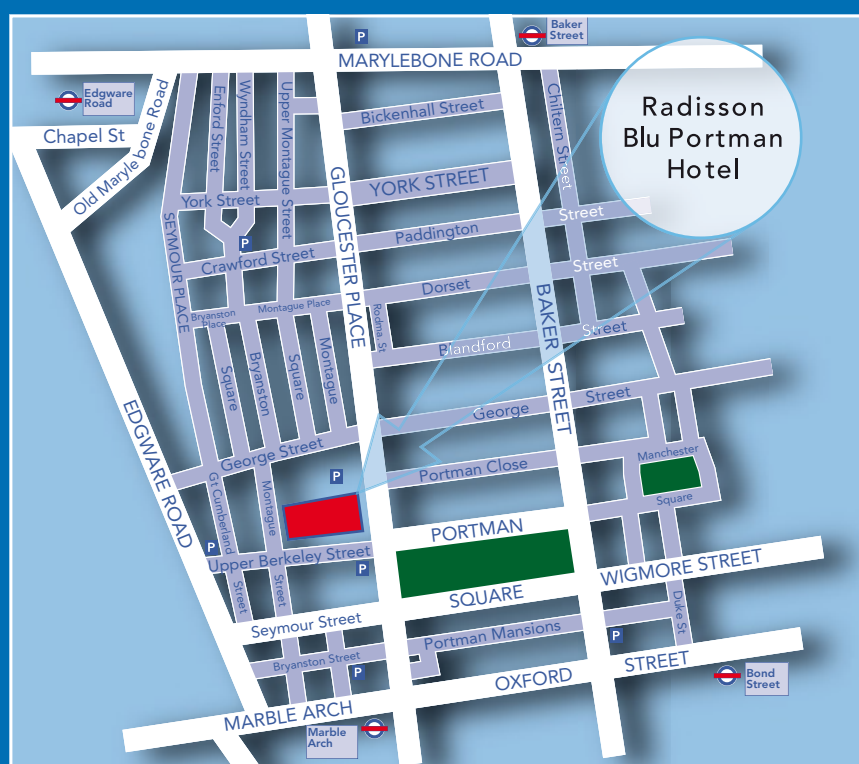 Baker
Street
P
MARYLEBONE ROAD
Edgware
Road
Chapel St
Old Marylebone Road
Enford Street
Wyndham Street
Upper Montague Street
Bickenhall Street
Chiltern Street
Radisson
Blu Portman
Hotel
York Street
YORK STREET
SEYMOUR PLACE
GLOUCESTER PLACE
P
Crawford Street
Paddington
Street
Bryanston
Place
Montague Place
Dorset
Street
Rodma. St
Blandford
Street
BAKER STREET
Square
Bryanston
Square
Montague
George
Street
EDGWARE ROAD
George Street
P
Portman Close
Manchester
Square
Gt Cumberland
Street
Montague
Street
P
Upper Berkeley Street
P
PORTMAN
SQUARE
WIGMORE STREET
Seymour Street
Portman Mansions
P
Duke St
Bryanston Street
P
OXFORD
STREET
Bond
Street
MARBLE ARCH
Marble
Arch